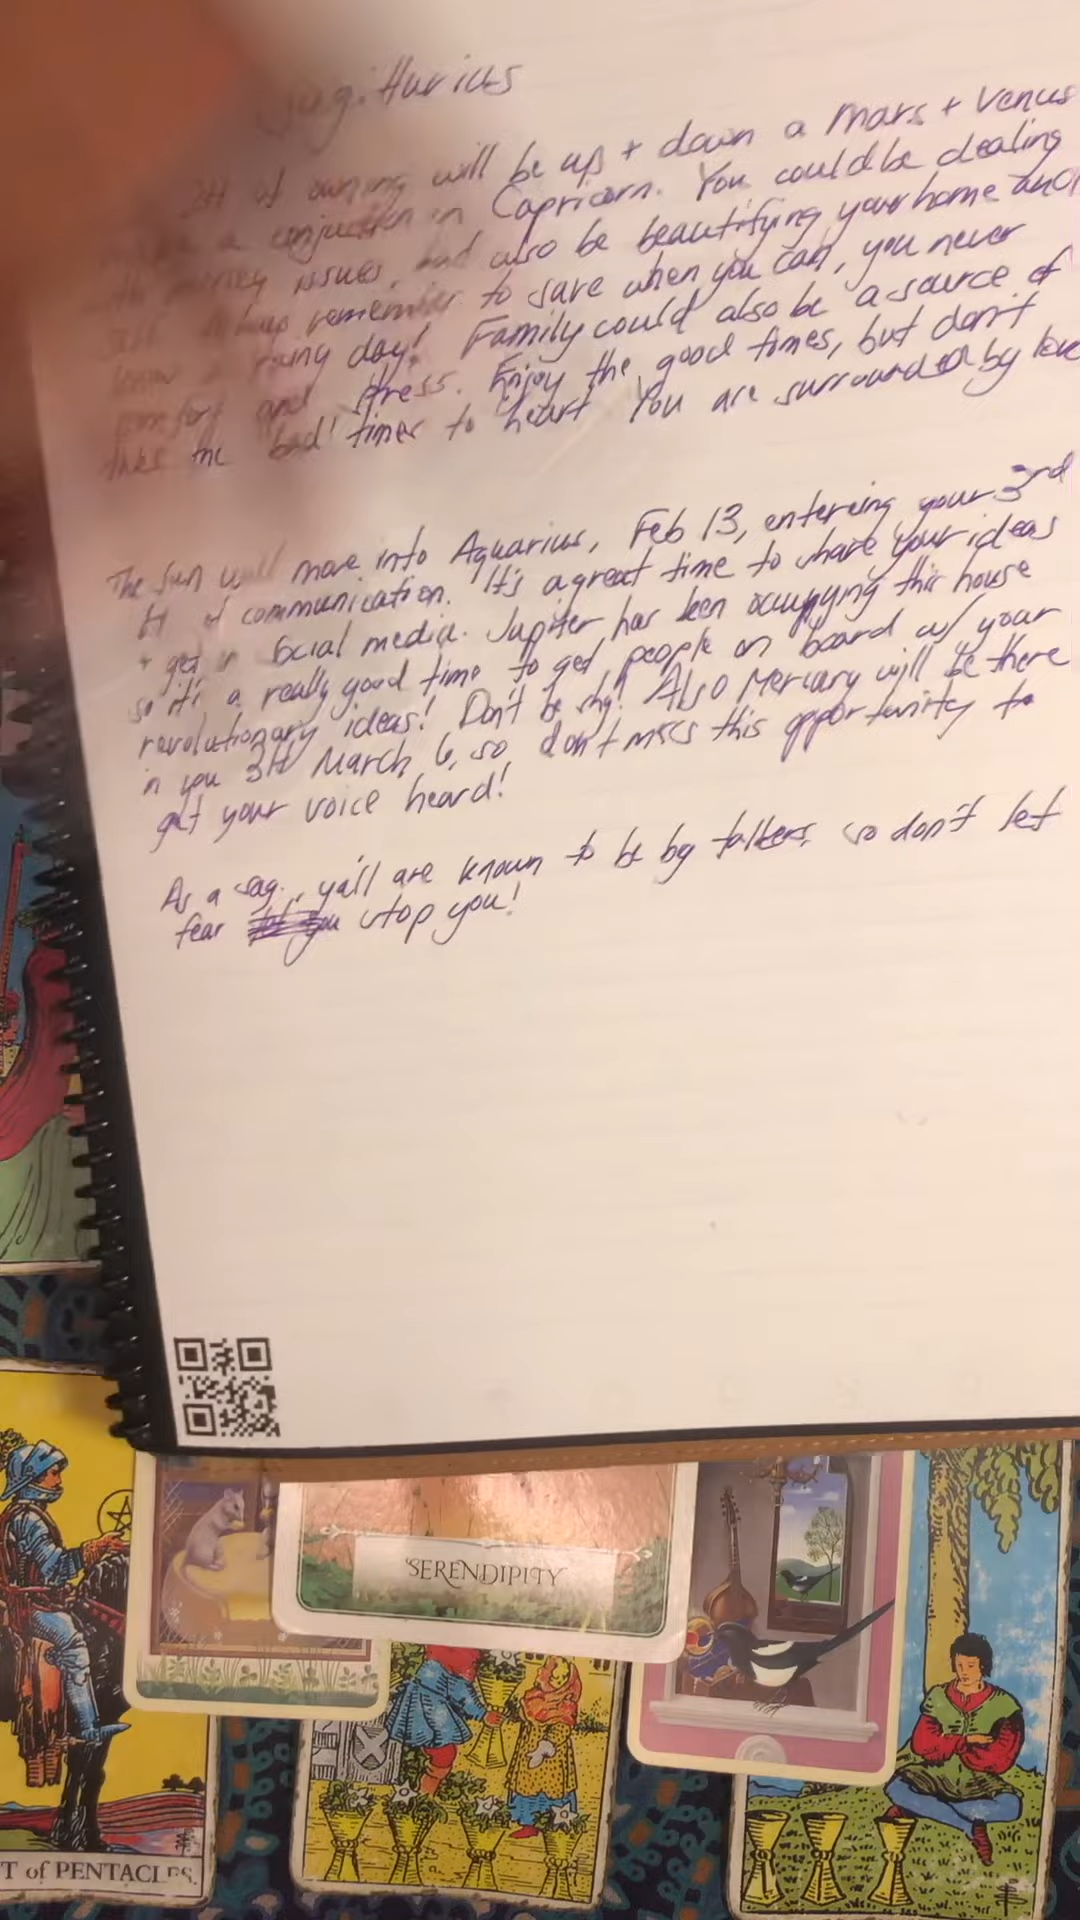 Sagittarius
2H of owning will be up + down a Mars + Venus
a conjuction in Capricorn. You could be dealing
money issues, and also be beautifying your home and
remember to save when you can, you never
know a rainy day! Family could also be a source of
comfort and stress. Enjoy the good times, but don't
take the bad times to heart You are surrounded by love
The Sun will move into Aquarius, Feb 13, entering your 3rd
H of communication. It's a great time to share your ideas
+ get on social media. Jupiter has been occupying this house
so it's a really good time to get people on board w/ your
revolutionary ideas! Don't be shy! Also Mercury will be there
in you 3H March 6, so don't miss this opportunity to
get your voice heard!
As a sag., ya'll are known to be big talkers, so don't let
fear stop you!
SERENDIPITY
T of PENTACLES.